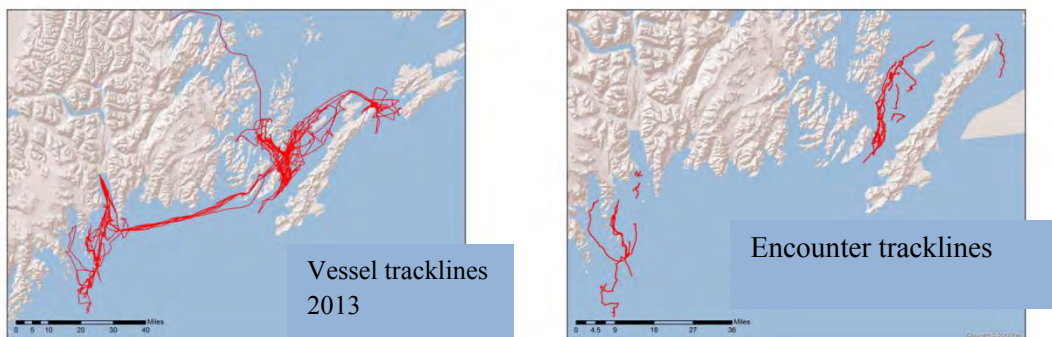 Vessel tracklines
2013
Miles
0 5 10 20 30 40
Encounter tracklines
Miles
0 4.5 9 18 27 36